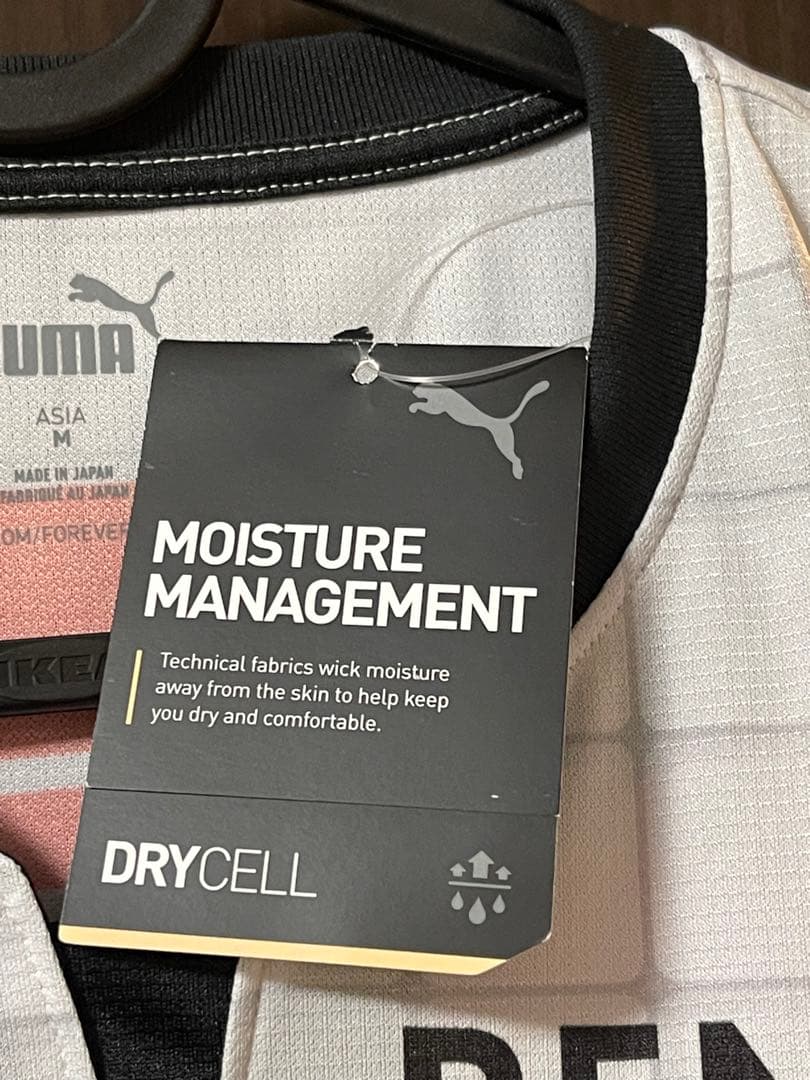 UMA
ASIA
M
MADE IN JAPAN
FABRIQUÉ AU JAPAN
OM/FOREVER
MOISTURE
MANAGEMENT
Technical fabrics wick moisture
away from the skin to help keep
you dry and comfortable.
IKEA
DRYCELL